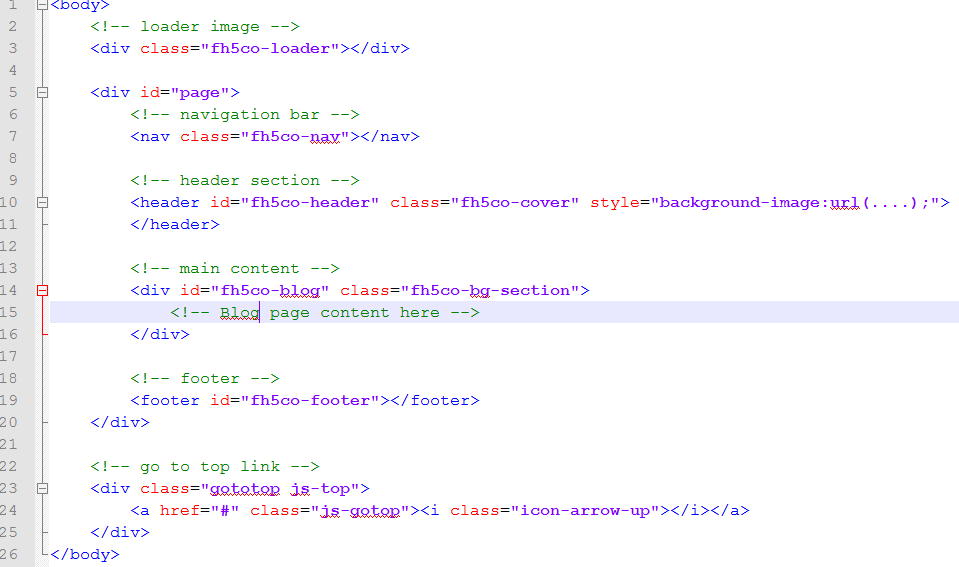 1 <body>
2 <!-- loader image -->
3 <div class="fh5co-loader"></div>
4
5 <div id="page">
6 <!-- navigation bar -->
7 <nav class="fh5co-nav"></nav>
8
9 <!-- header section -->
10 <header id="fh5co-header" class="fh5co-cover" style="background-image:url(....);">
11 </header>
12
13 <!-- main content -->
14 <div id="fh5co-blog" class="fh5co-bg-section">
15 <!-- Blog page content here -->
16 </div>
17
18 <!-- footer -->
19 <footer id="fh5co-footer"></footer>
20 </div>
21
22 <!-- go to top link -->
23 <div class="gototop js-top">
24 <a href="#" class="js-gotop"><i class="icon-arrow-up"></i></a>
25 </div>
26 </body>